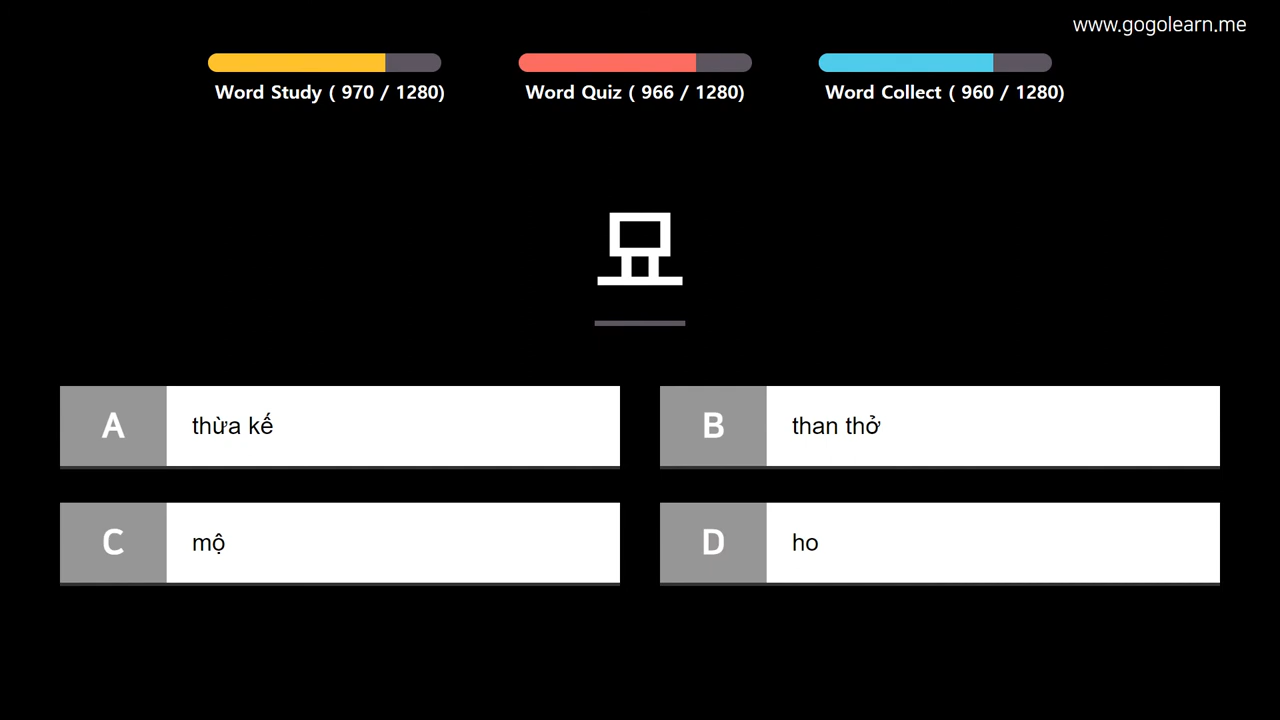 www.gogolearn.me
Word Study ( 970 / 1280)
Word Quiz ( 966 / 1280)
Word Collect ( 960 / 1280)
묘
A thừa kế
B than thở
C mộ
D ho